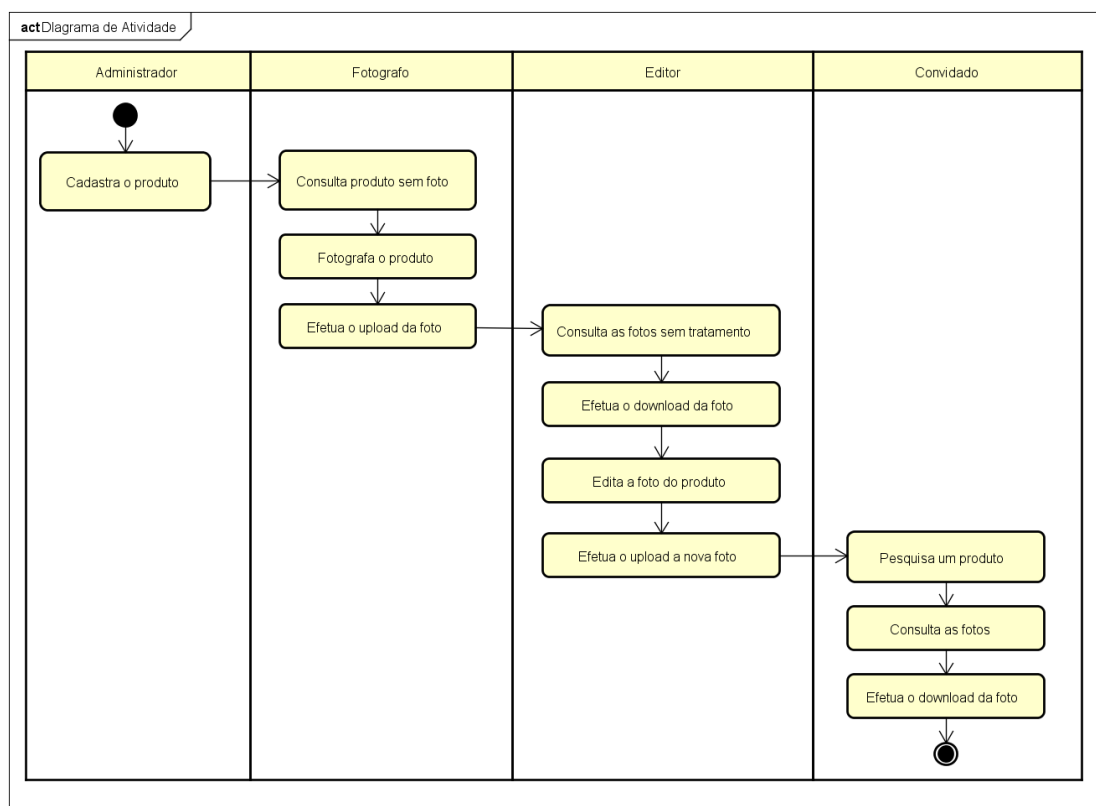 act DIagrama de Atividade
Administrador
Fotografo
Editor
Convidado
Cadastra o produto
Consulta produto sem foto
Fotografa o produto
Efetua o upload da foto
Consulta as fotos sem tratamento
Efetua o download da foto
Edita a foto do produto
Efetua o upload a nova foto
Pesquisa um produto
Consulta as fotos
Efetua o download da foto